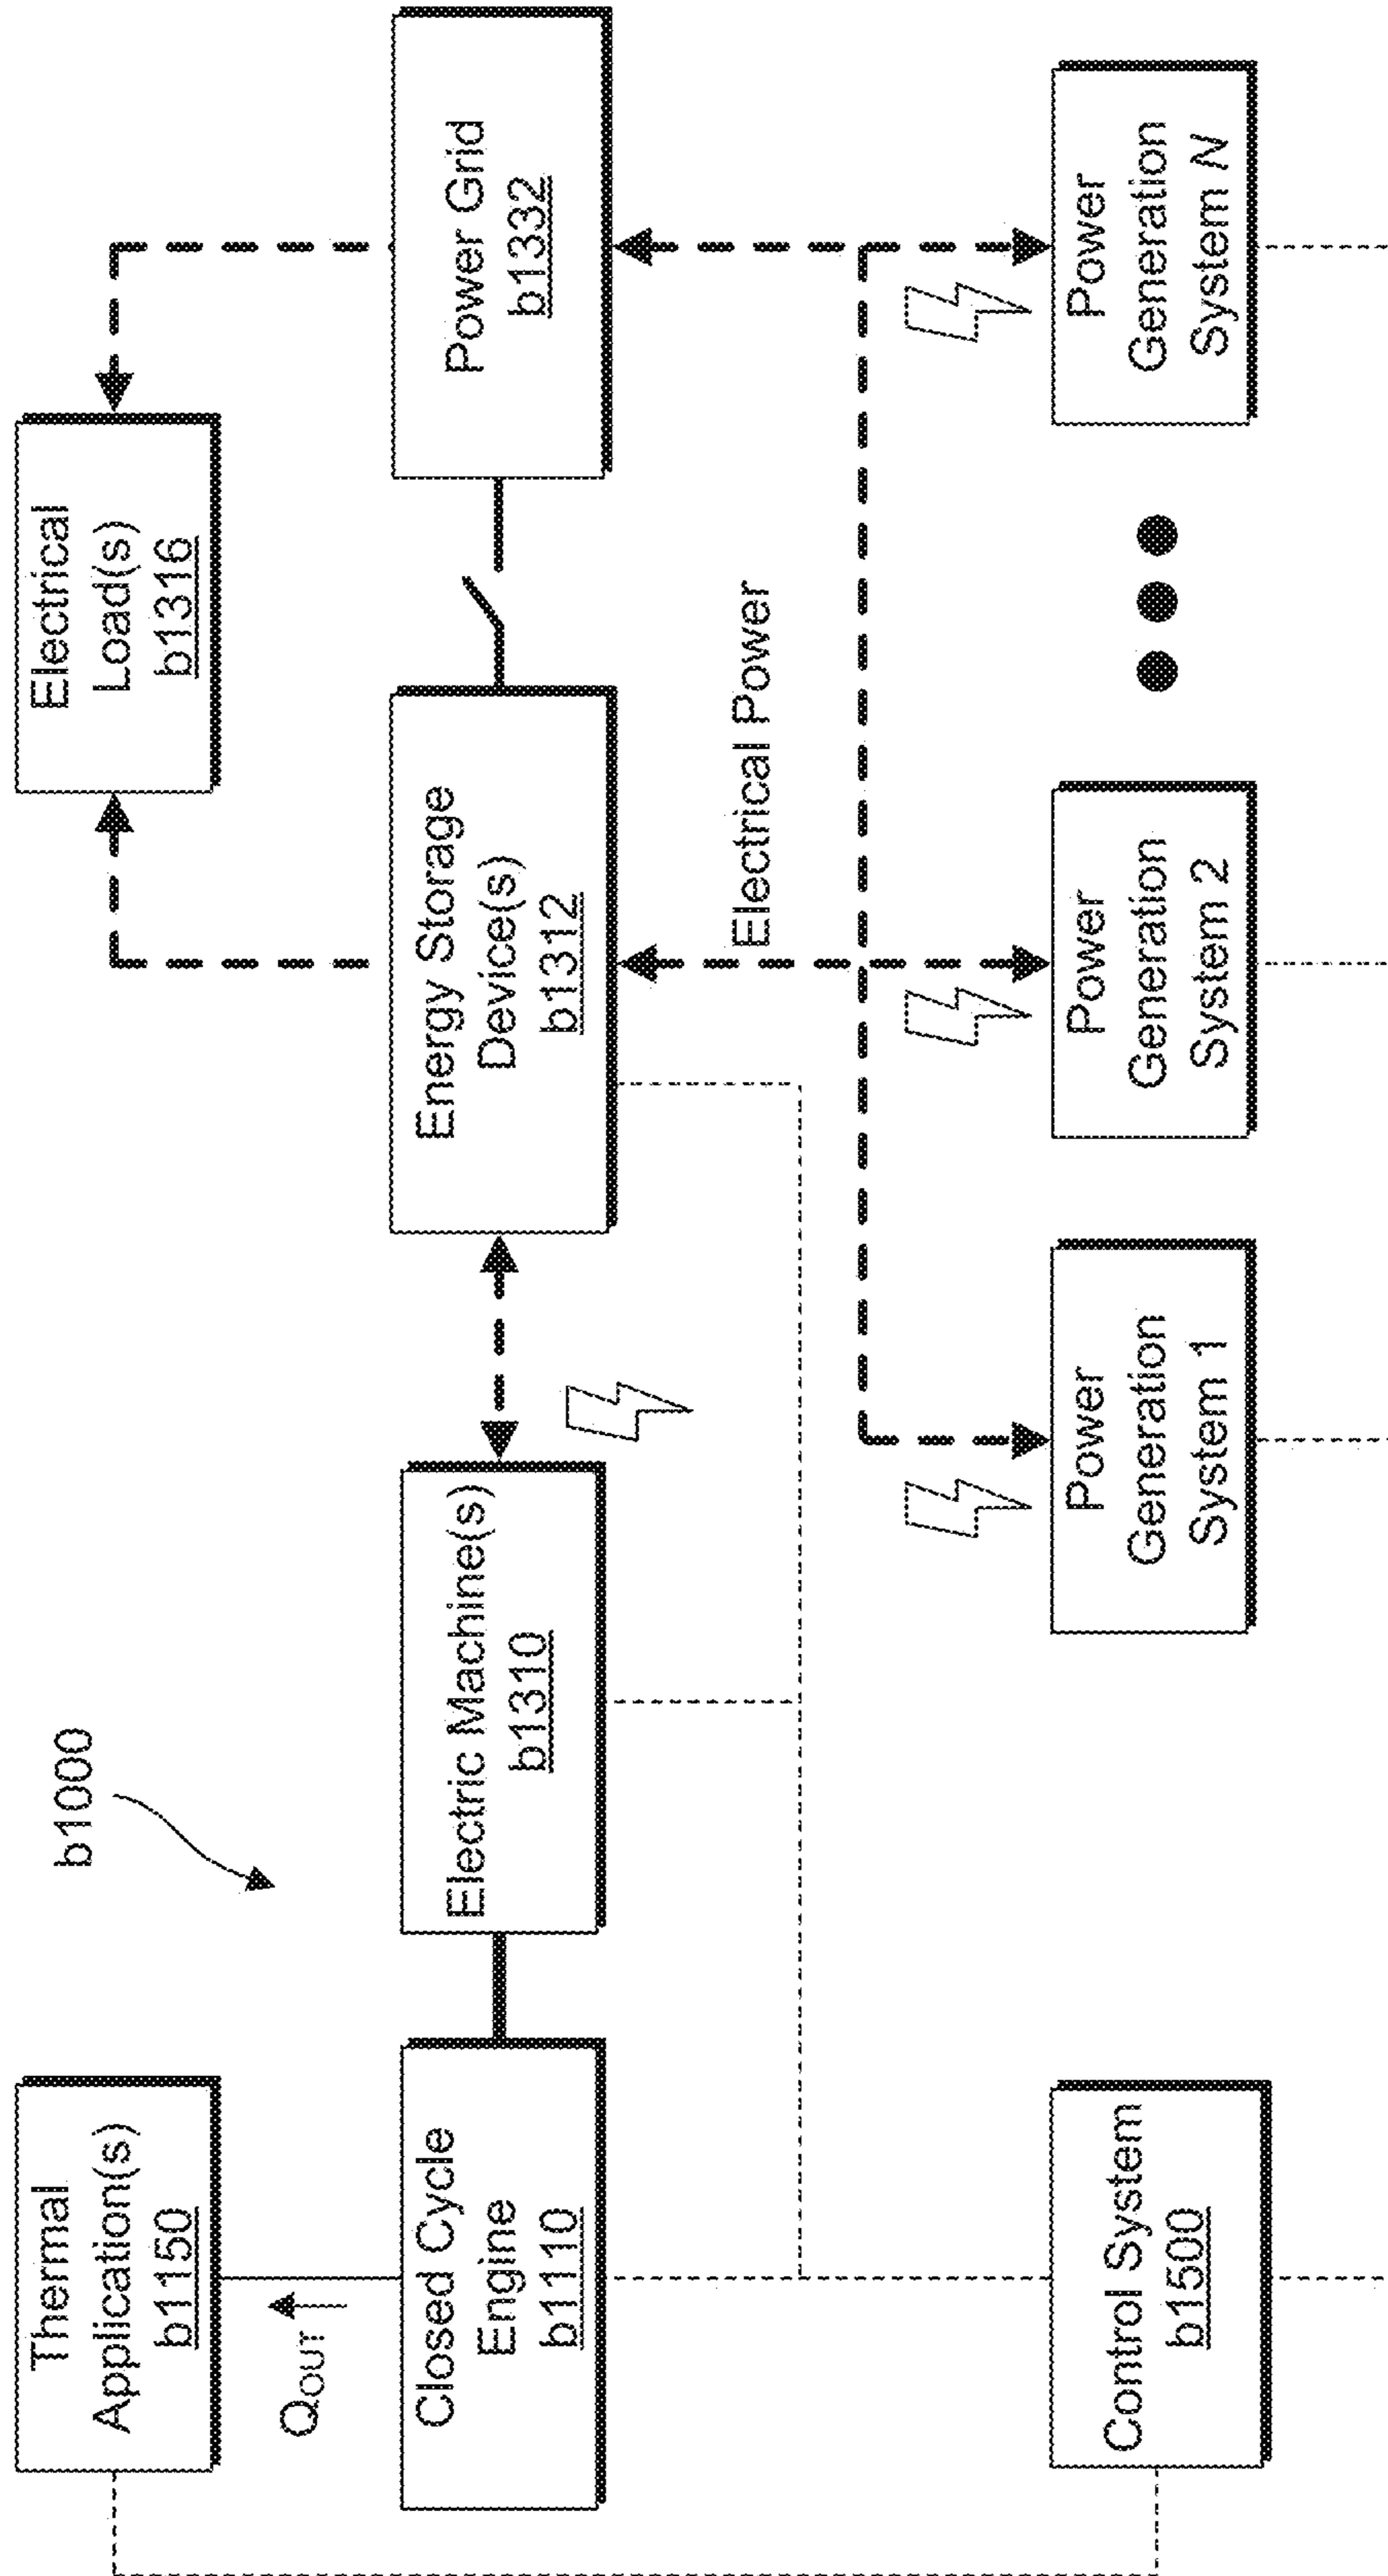 b1000
Thermal
Application(s)
b1150
Electrical
Load(s)
b1316
QOUT
Closed Cycle
Engine
b1110
Electric Machine(s)
b1310
Energy Storage
Device(s)
b1312
Power Grid
b1332
Electrical Power
Control System
b1500
Power
Generation
System 1
Power
Generation
System 2
Power
Generation
System N